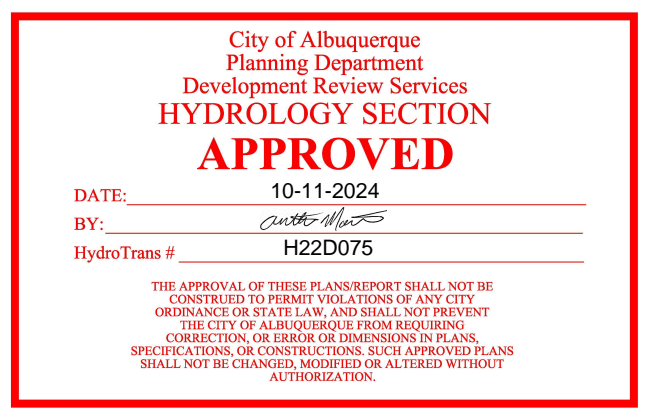 City of Albuquerque
Planning Department
Development Review Services
HYDROLOGY SECTION
APPROVED
DATE: 10-11-2024
BY:
HydroTrans # H22D075
THE APPROVAL OF THESE PLANS/REPORT SHALL NOT BE
CONSTRUED TO PERMIT VIOLATIONS OF ANY CITY
ORDINANCE OR STATE LAW, AND SHALL NOT PREVENT
THE CITY OF ALBUQUERQUE FROM REQUIRING
CORRECTION, OR ERROR OR DIMENSIONS IN PLANS,
SPECIFICATIONS, OR CONSTRUCTIONS. SUCH APPROVED PLANS
SHALL NOT BE CHANGED, MODIFIED OR ALTERED WITHOUT
AUTHORIZATION.